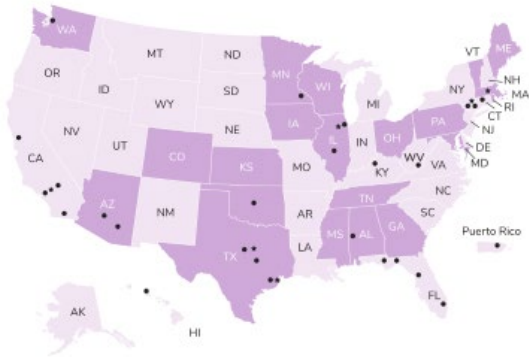 WA
MT
ND
MN
VT
ME
OR
ID
SD
WI
NY
NH
MA
WY
MI
RI
CT
IA
PA
NJ
NV
NE
IL
IN
OH
DE
CA
UT
CO
KS
MO
KY
WV
VA
MD
AZ
NM
TN
NC
AR
SC
TX
LA
MS
AL
GA
Puerto Rico
FL
AK
HI